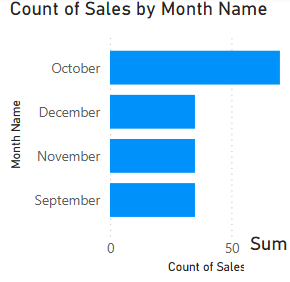 Count of Sales by Month Name
October
December
November
September
Month Name
0
50
Sum
Count of Sales